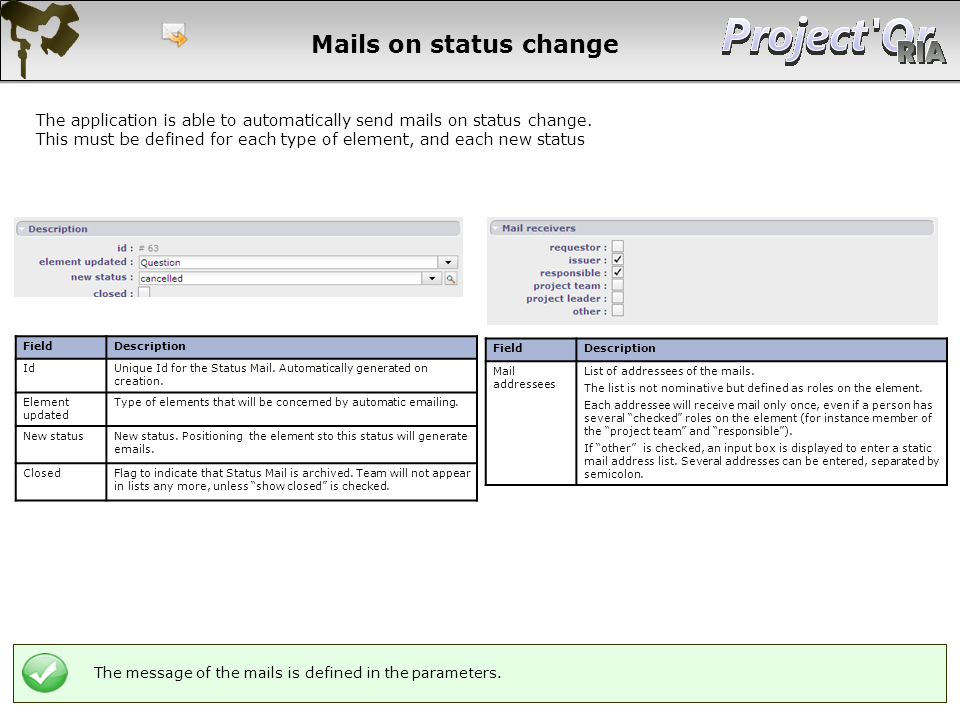 Mails on status change
Project'Or
RIA
The application is able to automatically send mails on status change.
This must be defined for each type of element, and each new status
Description
id : # 63
element updated : Question
new status : cancelled
closed :
Mail receivers
requestor :
issuer :
responsible :
project team :
project leader :
other :
Field Description
Id Unique Id for the Status Mail. Automatically generated on
creation.
Element Type of elements that will be concerned by automatic emailing.
updated
New status New status. Positioning the element sto this status will generate
emails.
Closed Flag to indicate that Status Mail is archived. Team will not appear
in lists any more, unless “show closed” is checked.
Field Description
Mail List of addressees of the mails.
addressees
The list is not nominative but defined as roles on the element.
Each addressee will receive mail only once, even if a person has
several “checked” roles on the element (for instance member of
the “project team” and “responsible”).
If “other” is checked, an input box is displayed to enter a static
mail address list. Several addresses can be entered, separated by
semicolon.
The message of the mails is defined in the parameters.